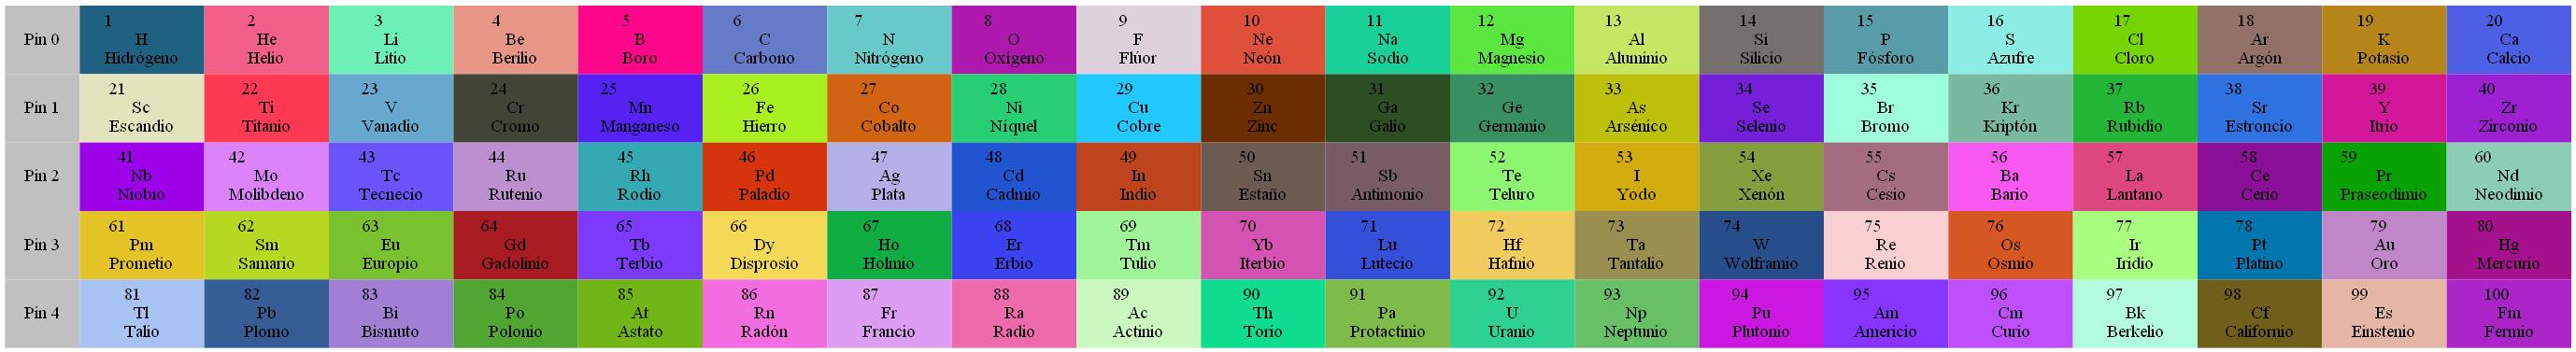 1 2 3 4 5 6 7 8 9 10 11 12 13 14 15 16 17 18 19 20
Pin 0 H He Li Be B C N O F Ne Na Mg Al Si P S Cl Ar K Ca
Hidrógeno Helio Litio Berilio Boro Carbono Nitrógeno Oxígeno Flúor Neón Sodio Magnesio Aluminio Silicio Fósforo Azufre Cloro Argón Potasio Calcio
21 22 23 24 25 26 27 28 29 30 31 32 33 34 35 36 37 38 39 40
Pin 1 Sc Ti V Cr Mn Fe Co Ni Cu Zn Ga Ge As Se Br Kr Rb Sr Y Zr
Escandio Titanio Vanadio Cromo Manganeso Hierro Cobalto Níquel Cobre Zinc Galio Germanio Arsénico Selenio Bromo Kriptón Rubidio Estroncio Itrio Zirconio
41 42 43 44 45 46 47 48 49 50 51 52 53 54 55 56 57 58 59 60
Pin 2 Nb Mo Tc Ru Rh Pd Ag Cd In Sn Sb Te I Xe Cs Ba La Ce Pr Nd
Niobio Molibdeno Tecnecio Rutenio Rodio Paladio Plata Cadmio Indio Estaño Antimonio Teluro Yodo Xenón Cesio Bario Lantano Cerio Praseodimio Neodimio
61 62 63 64 65 66 67 68 69 70 71 72 73 74 75 76 77 78 79 80
Pin 3 Pm Sm Eu Gd Tb Dy Ho Er Tm Yb Lu Hf Ta W Re Os Ir Pt Au Hg
Prometio Samario Europio Gadolinio Terbio Disprosio Holmio Erbio Tulio Iterbio Lutecio Hafnio Tantalio Wolframio Renio Osmio Iridio Platino Oro Mercurio
81 82 83 84 85 86 87 88 89 90 91 92 93 94 95 96 97 98 99 100
Pin 4 Tl Pb Bi Po At Rn Fr Ra Ac Th Pa U Np Pu Am Cm Bk Cf Es Fm
Talio Plomo Bismuto Polonio Astato Radón Francio Radio Actinio Torio Protactinio Uranio Neptunio Plutonio Americio Curio Berkelio Californio Einstenio Fermio